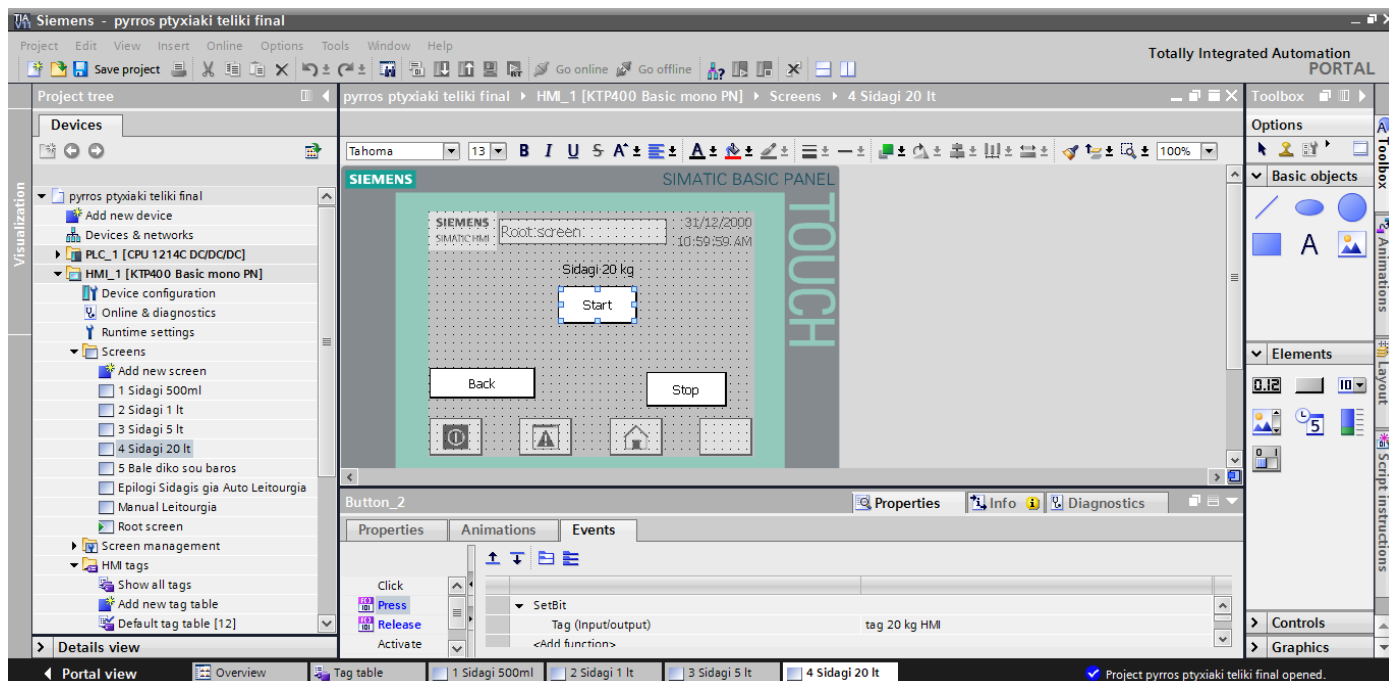 Siemens - pyrros ptyxiaki teliki final
Project Edit View Insert Online Options Tools Window Help
Totally Integrated Automation
PORTAL
Save project Go online Go offline
Project tree
pyrros ptyxiaki teliki final HMI_1 [KTP400 Basic mono PN] Screens 4 Sidagi 20 lt
Toolbox
Devices
Options
Tahoma 13 B I U S A A 100%
Visualization
pyrros ptyxiaki teliki final
Add new device
Devices & networks
PLC_1 [CPU 1214C DC/DC/DC]
HMI_1 [KTP400 Basic mono PN]
Device configuration
Online & diagnostics
Runtime settings
Screens
Add new screen
1 Sidagi 500ml
2 Sidagi 1 lt
3 Sidagi 5 lt
4 Sidagi 20 lt
5 Bale diko sou baros
Epilogi Sidagis gia Auto Leitourgia
Manual Leitourgia
Root screen
Screen management
HMI tags
Show all tags
Add new tag table
Default tag table [12]
Details view
SIEMENS
SIMATIC BASIC PANEL
TOUCH
SIEMENS
SIMATIC HMI
Root screen
31/12/2000
10:59:59 AM
Sidagi 20 kg
Start
Back
Stop
Basic objects
A
Elements
0.12
10
5
Controls
Graphics
Toolbox
Animations
Layout
Script instructions
Button_2
Properties Info Diagnostics
Properties Animations Events
Click
Press
Release
Activate
SetBit
Tag (Input/output) tag 20 kg HMI
<Add function>
Portal view Overview Tag table 1 Sidagi 500ml 2 Sidagi 1 lt 3 Sidagi 5 lt 4 Sidagi 20 lt
Project pyrros ptyxiaki teliki final opened.